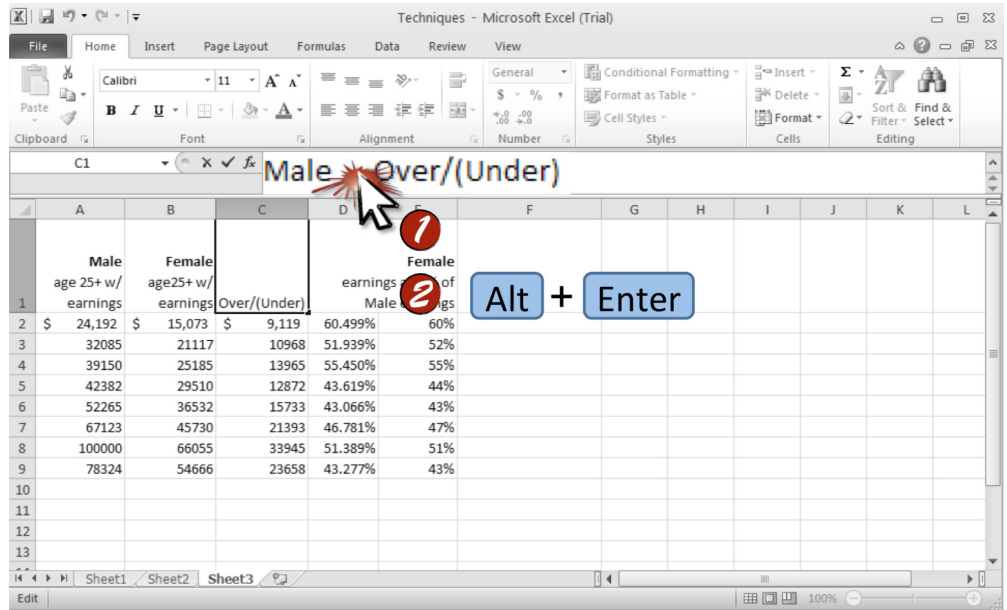 Techniques - Microsoft Excel (Trial)
File Home Insert Page Layout Formulas Data Review View
Paste
Clipboard
Calibri 11
B I U
Font
Alignment
General
$ % ,
Number
Conditional Formatting
Format as Table
Cell Styles
Styles
Insert
Delete
Format
Cells
Sort & Filter
Find & Select
Editing
C1 fx Male Over/(Under)
A B C D F G H I J K L
1
2
Alt + Enter
Male
age 25+ w/
earnings
Female
age25+ w/
earnings
Over/(Under)
Female
of
1
2 $ 24,192 $ 15,073 $ 9,119 60.499% 60%
3 32085 21117 10968 51.939% 52%
4 39150 25185 13965 55.450% 55%
5 42382 29510 12872 43.619% 44%
6 52265 36532 15733 43.066% 43%
7 67123 45730 21393 46.781% 47%
8 100000 66055 33945 51.389% 51%
9 78324 54666 23658 43.277% 43%
10
11
12
13
Sheet1 Sheet2 Sheet3
Edit 100%